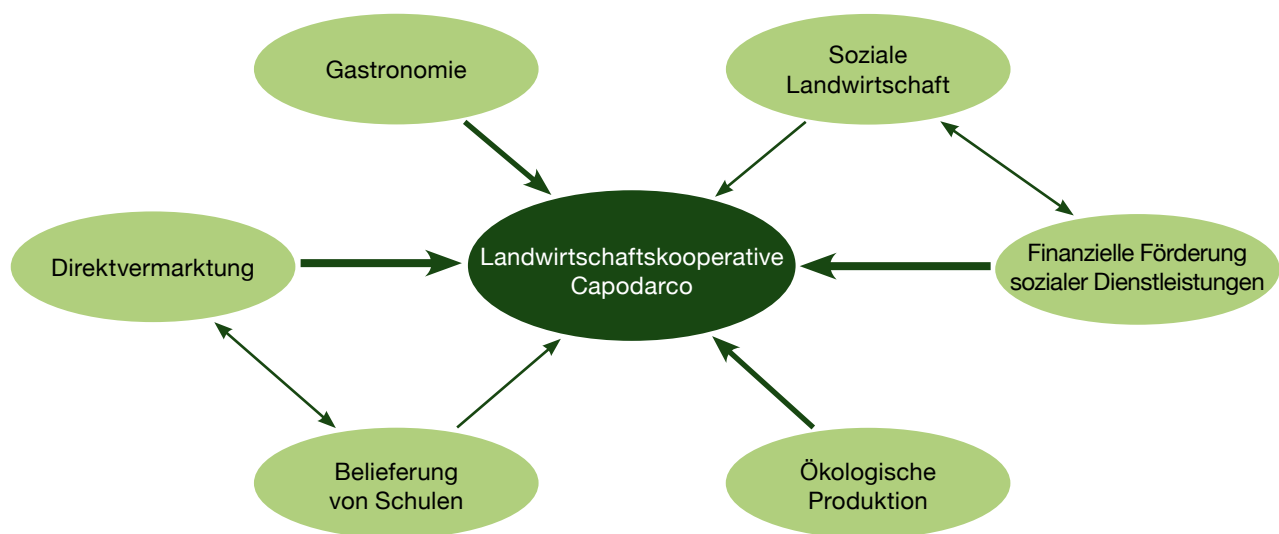 Gastronomie
Soziale
Landwirtschaft
Direktvermarktung
Landwirtschaftskooperative
Capodarco
Finanzielle Förderung
sozialer Dienstleistungen
Belieferung
von Schulen
Ökologische
Produktion